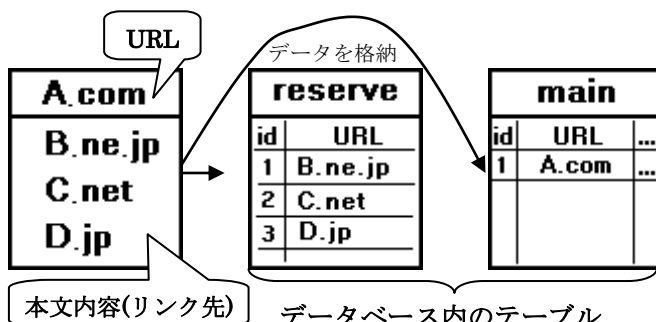 URL
データを格納
A.com
B.ne.jp
C.net
D.jp
reserve
id URL
1 B.ne.jp
2 C.net
3 D.jp
main
id URL ...
1 A.com ...
本文内容(リンク先)
データベース内のテーブル